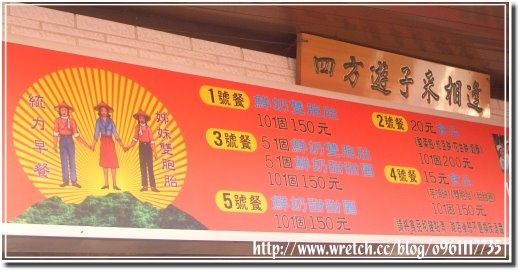 四方遊子來相逢
統一早餐
姊妹雙胞胎
1號餐 鮮奶雙胞胎
10個150元
2號餐 20元
10個200元
3號餐 5個鮮奶雙胞胎
5個鮮奶甜甜圈
10個150元
4號餐 15元
10個150元
5號餐 鮮奶甜甜圈
10個150元
http://www.wretch.cc/blog/096111735